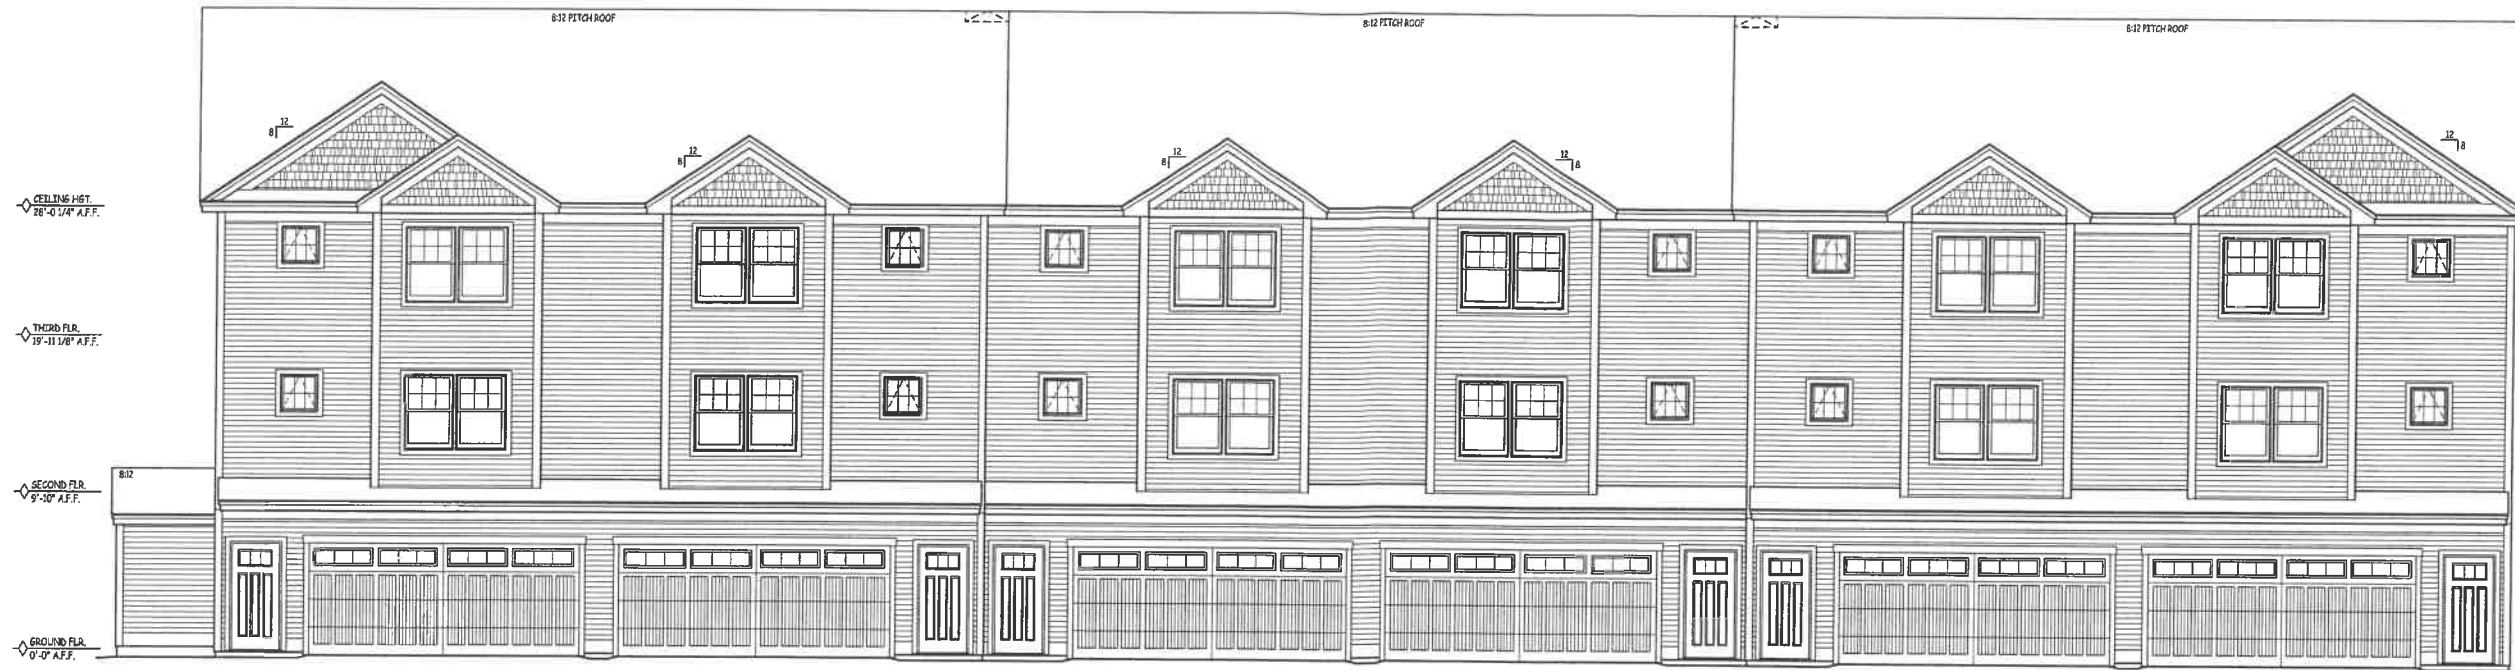 8:12 PITCH ROOF
8:12 PITCH ROOF
8:12 PITCH ROOF
12
8
12
8
12
8
12
8
12
8
CEILING HGT.
28'-0 1/4" A.F.F.
THIRD FLR.
19'-11 1/8" A.F.F.
8:12
SECOND FLR.
9'-10" A.F.F.
GROUND FLR.
0'-0" A.F.F.